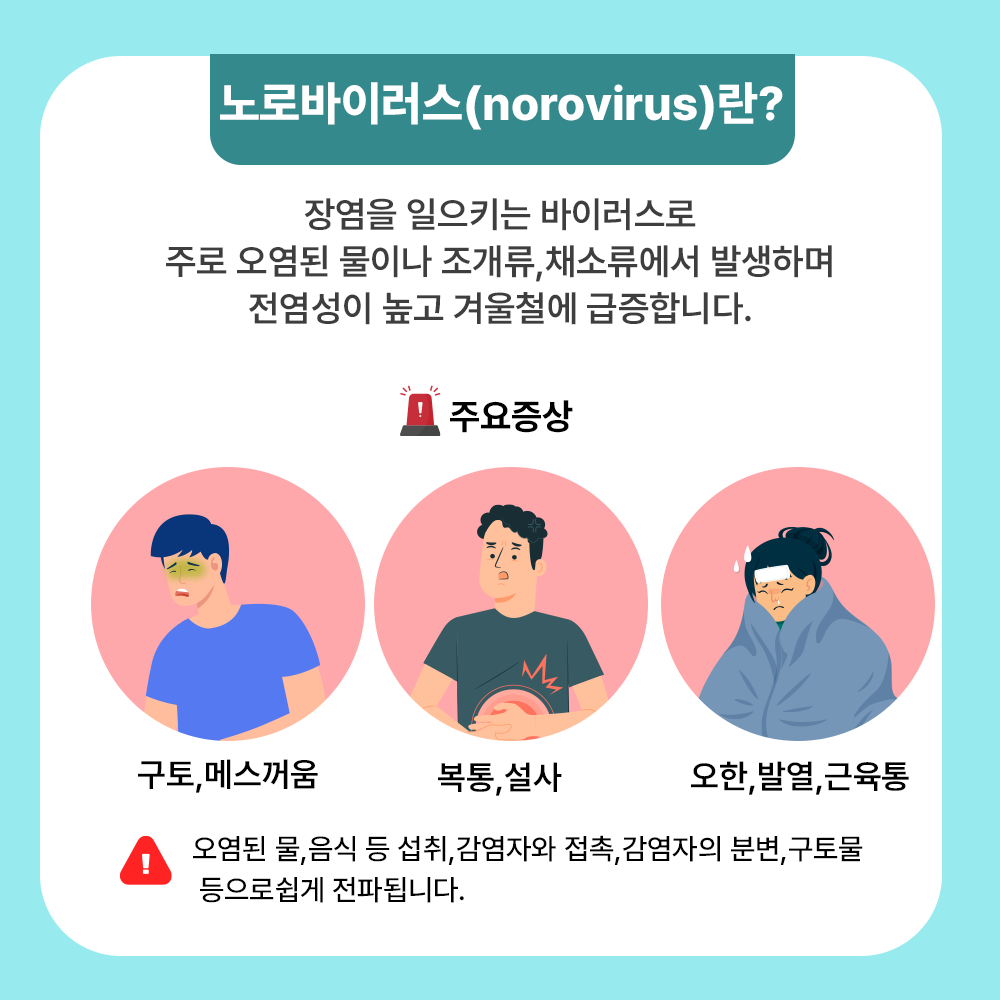 노로바이러스(norovirus)란?
장염을 일으키는 바이러스로
주로 오염된 물이나 조개류,채소류에서 발생하며
전염성이 높고 겨울철에 급증합니다.
주요증상
구토,메스꺼움
복통,설사
오한,발열,근육통
오염된 물,음식 등 섭취,감염자와 접촉,감염자의 분변,구토물
등으로쉽게 전파됩니다.